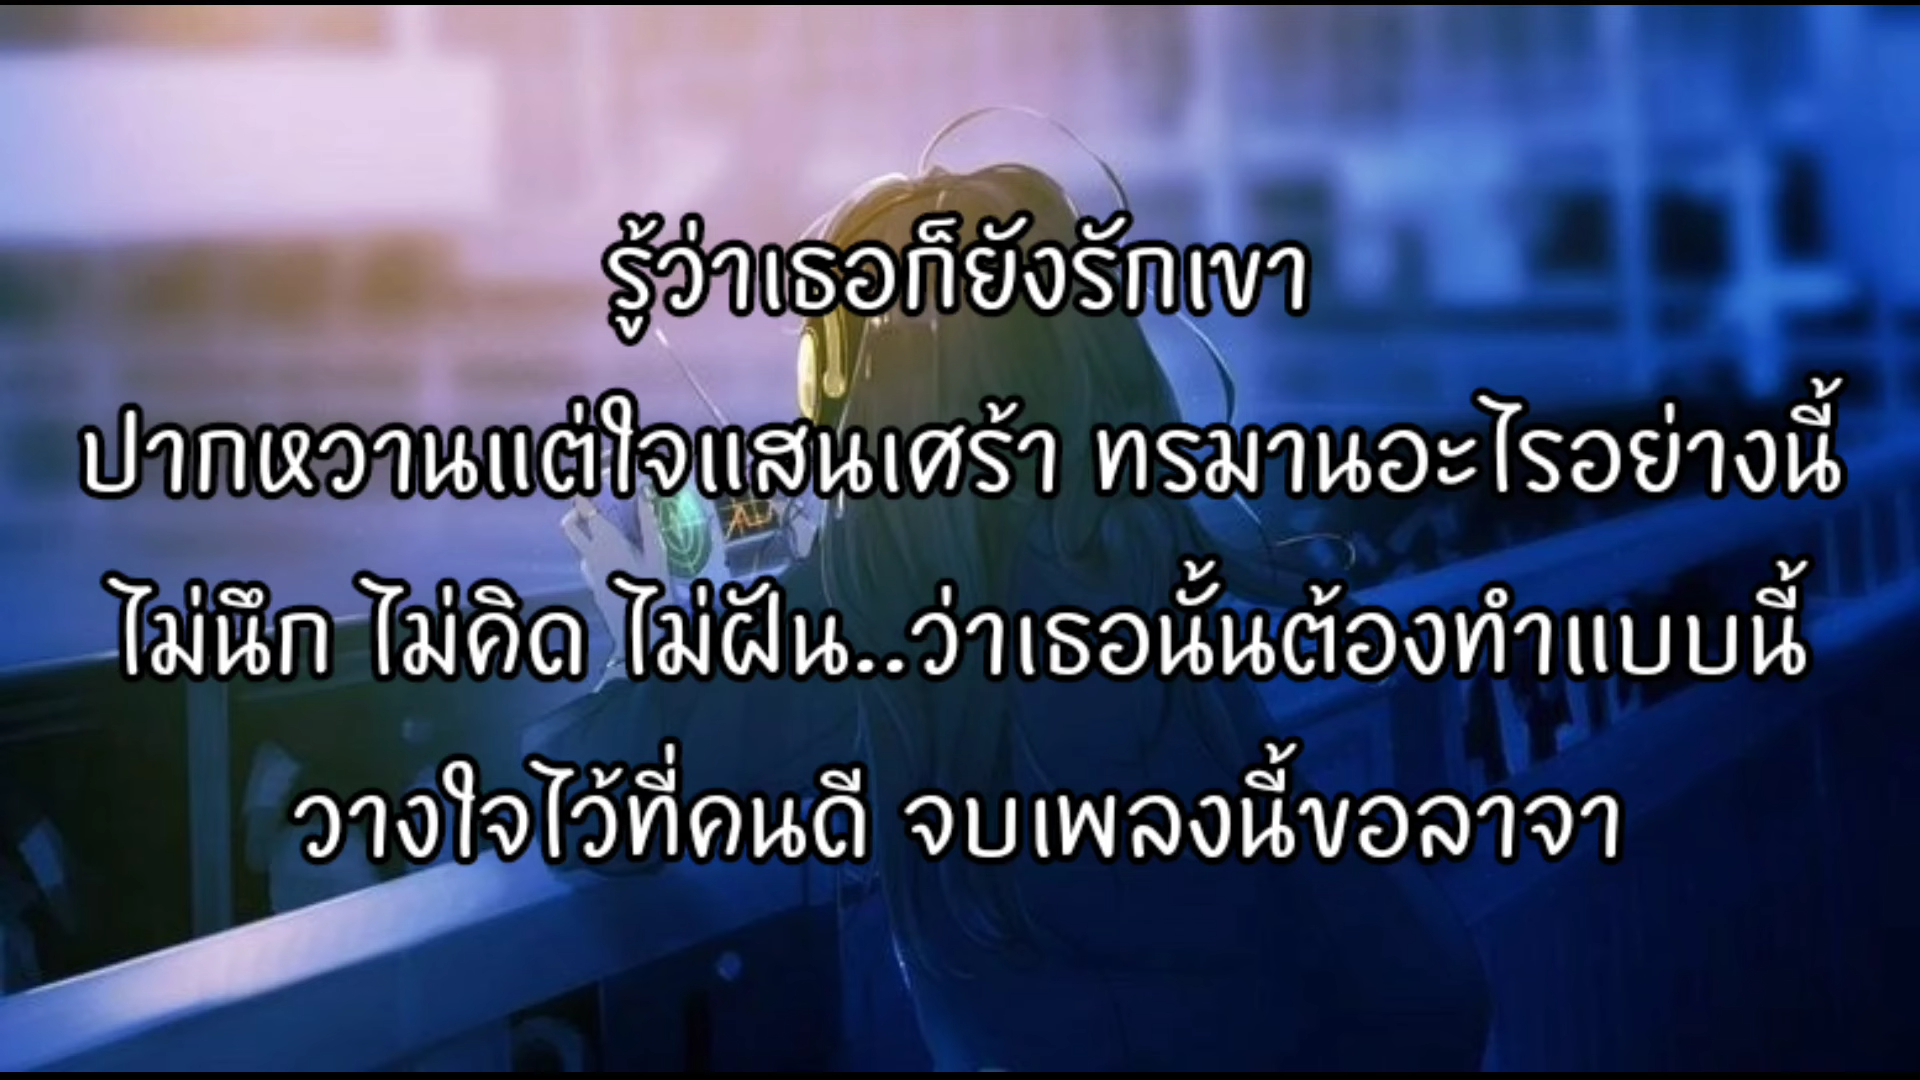 รู้ว่าเธอก็ยังรักเขา
ปากหวานแต่ใจแสนเศร้า ทรมานอะไรอย่างนี้
ไม่นึก ไม่คิด ไม่ฝัน..ว่าเธอนั้นต้องทำแบบนี้
วางใจไว้ที่คนดี จบเพลงนี้ขอลาจา